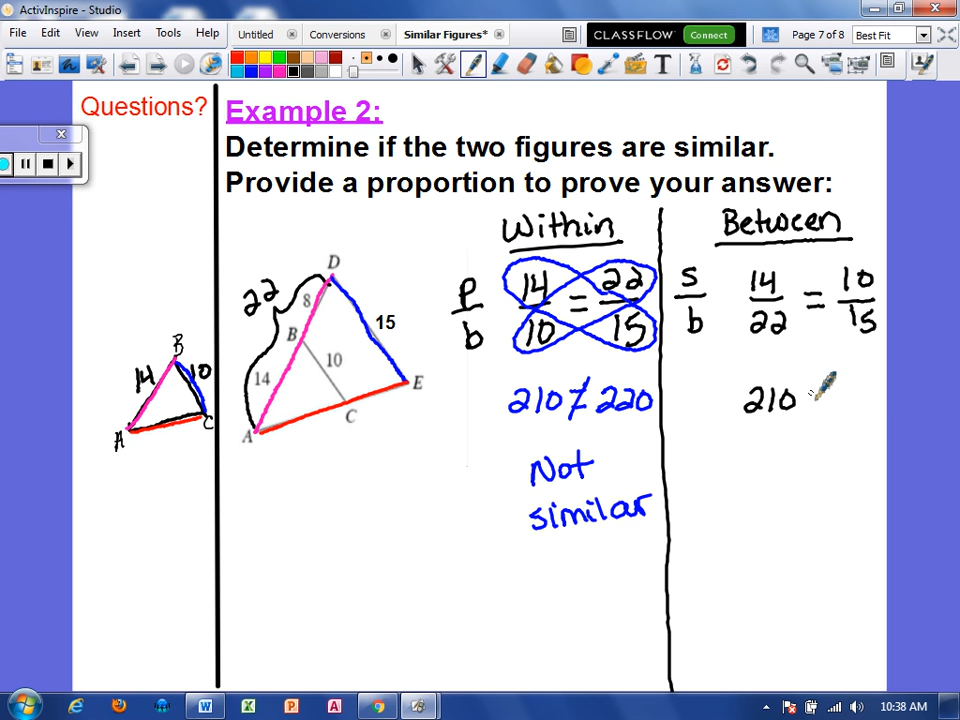 ActivInspire - Studio
File Edit View Insert Tools Help
Untitled Conversions Similar Figures* CLASSFLOW Connect Page 7 of 8 Best Fit
Questions?
Example 2:
Determine if the two figures are similar.
Provide a proportion to prove your answer:
Within
Between
D
22
8
B
15
10
14
E
C
A
B
14
10
A
C
P 14 = 22
b 10 15
210 ≠ 220
Not
similar
S 14 = 10
b 22 15
210
T
W
X
P
A
10:38 AM